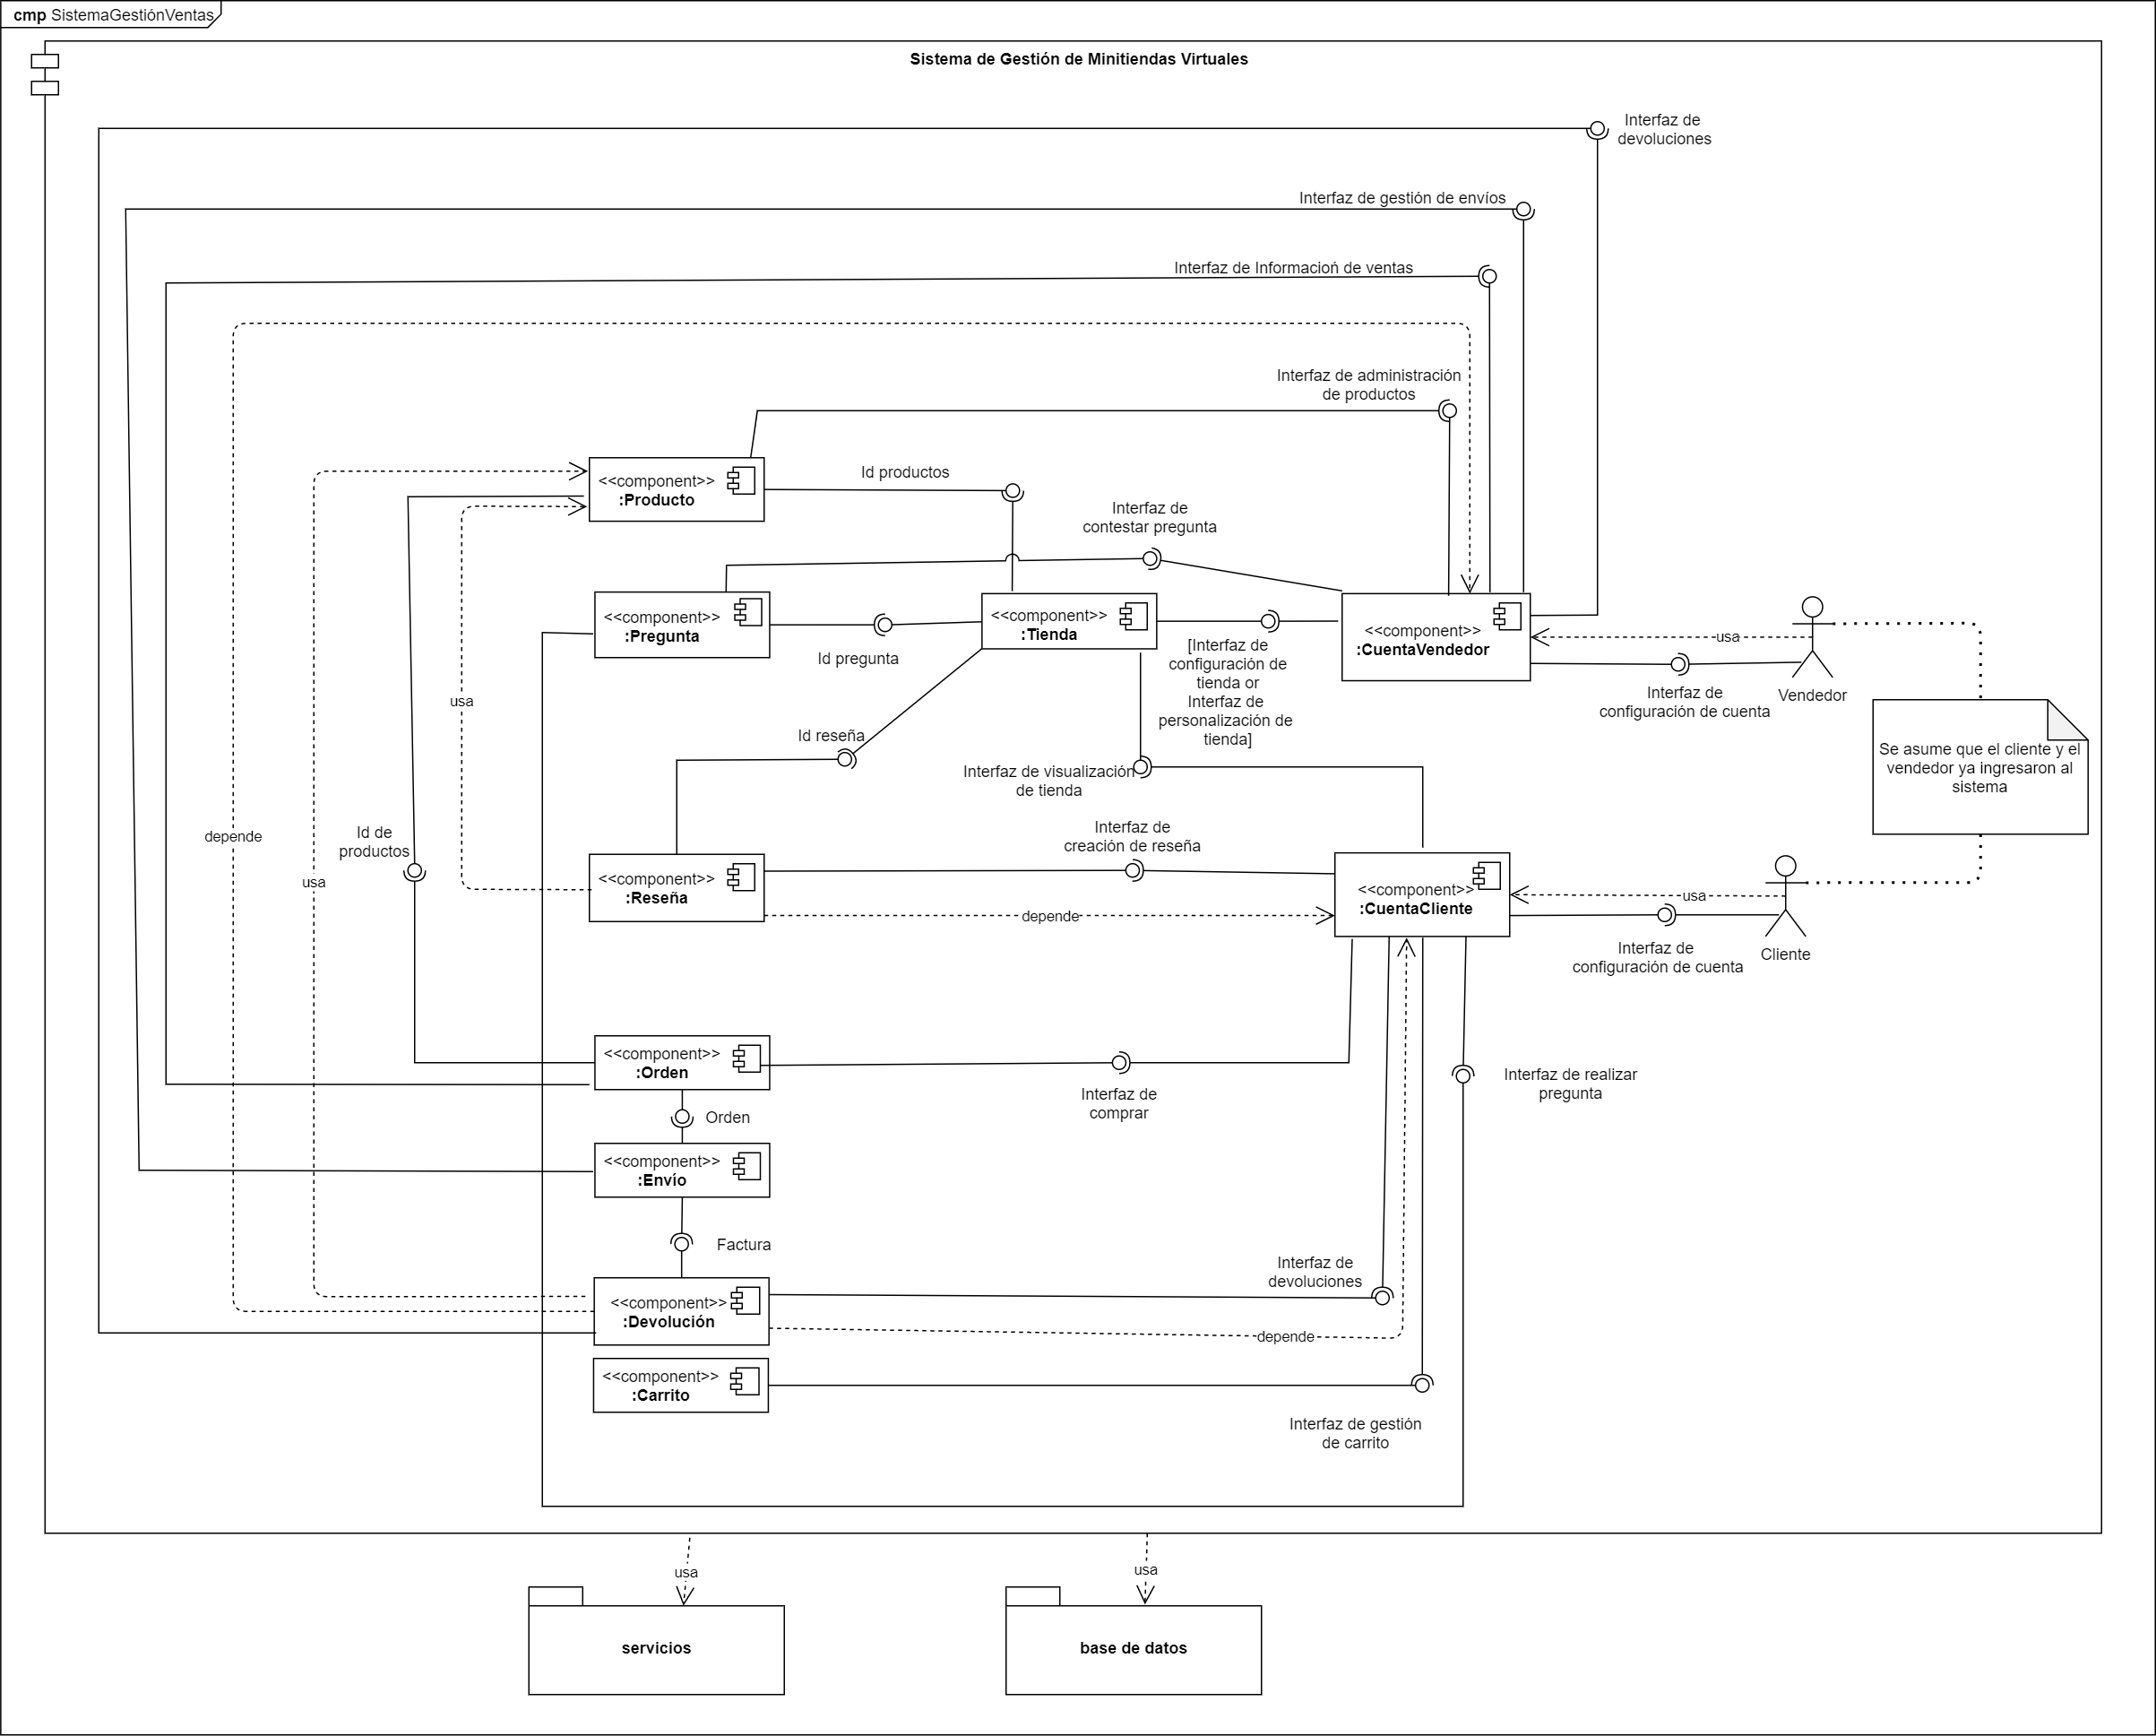 cmp SistemaGestiónVentas
Sistema de Gestión de Minitiendas Virtuales
Interfaz de
devoluciones
Interfaz de gestión de envíos
Interfaz de Informacioń de ventas
Interfaz de administración
de productos
<<component>>
:Producto
Id productos
Interfaz de
contestar pregunta
<<component>>
:Pregunta
Id pregunta
<<component>>
:Tienda
[Interfaz de
configuración de
tienda or
Interfaz de
personalización de
tienda]
<<component>>
:CuentaVendedor
usa
Interfaz de
configuración de cuenta
Vendedor
Se asume que el cliente y el
vendedor ya ingresaron al
sistema
usa
Id reseña
Interfaz de visualización
de tienda
depende
Id de
productos
usa
Interfaz de
creación de reseña
<<component>>
:Reseña
depende
<<component>>
:CuentaCliente
usa
Interfaz de
configuración de cuenta
Cliente
<<component>>
:Orden
Interfaz de
comprar
Interfaz de realizar
pregunta
Orden
<<component>>
:Envío
Factura
Interfaz de
devoluciones
<<component>>
:Devolución
depende
<<component>>
:Carrito
Interfaz de gestión
de carrito
usa
usa
servicios
base de datos